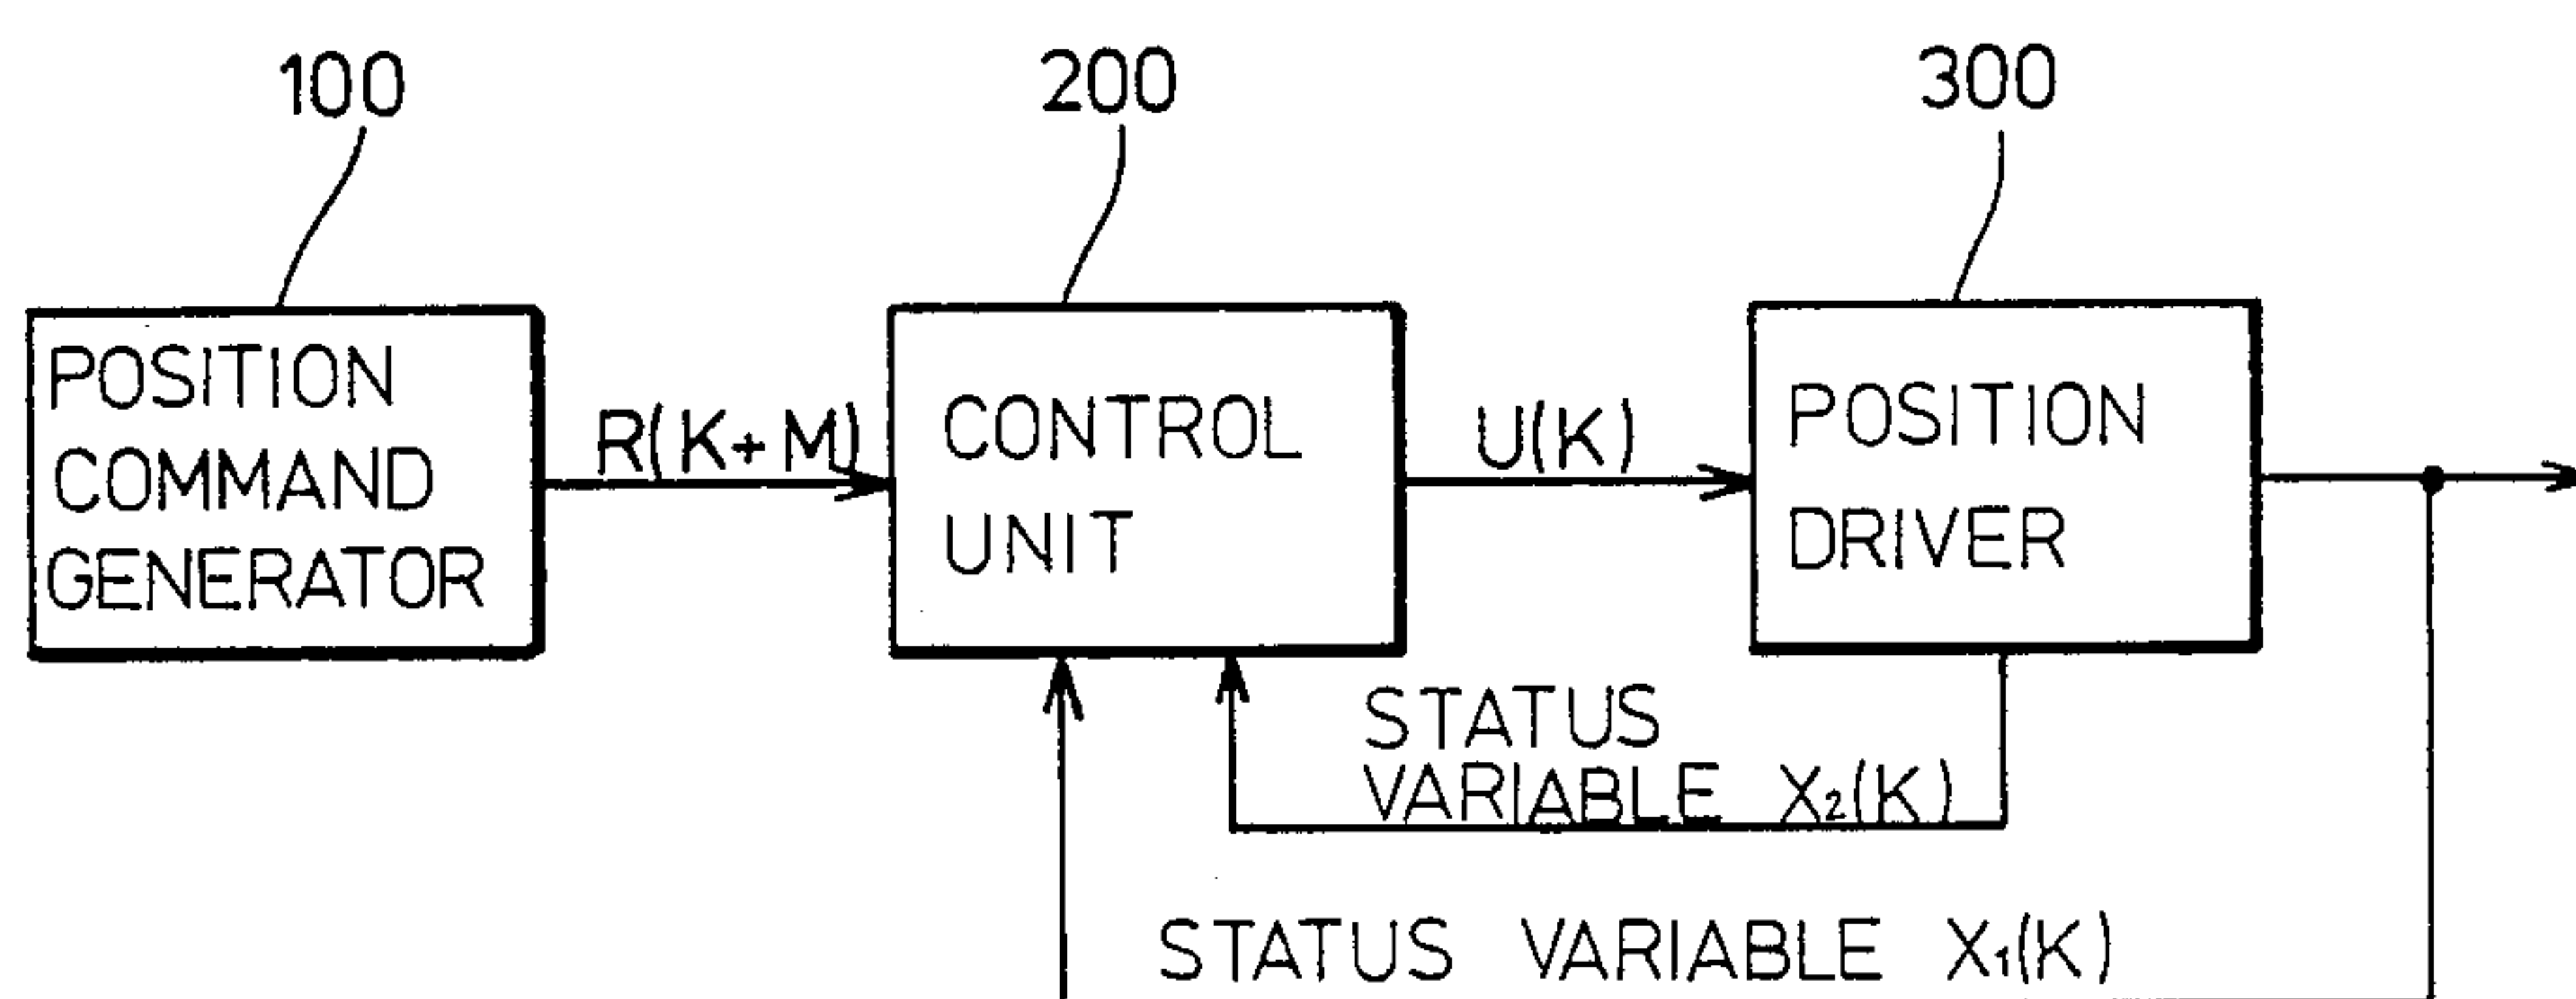 100
200
300
POSITION
COMMAND
GENERATOR
R(K+M)
CONTROL
UNIT
U(K)
POSITION
DRIVER
STATUS
VARIABLE X₂(K)
STATUS VARIABLE X₁(K)